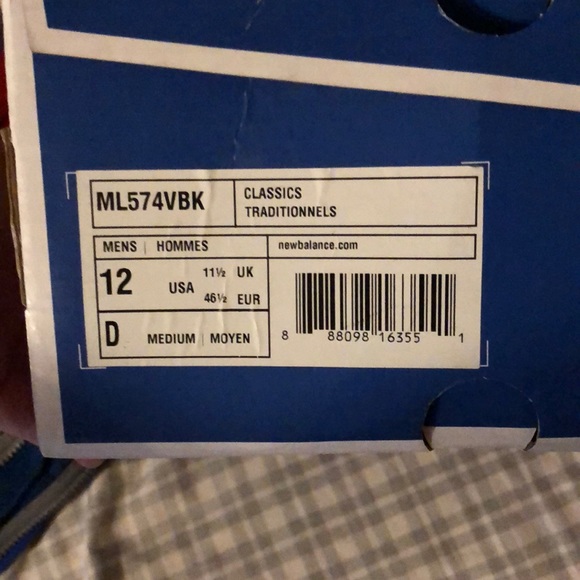 ML574VBK
CLASSICS
TRADITIONNELS
MENS | HOMMES
newbalance.com
12 USA
11½ UK
46½ EUR
D MEDIUM | MOYEN
8 88098 16355 1